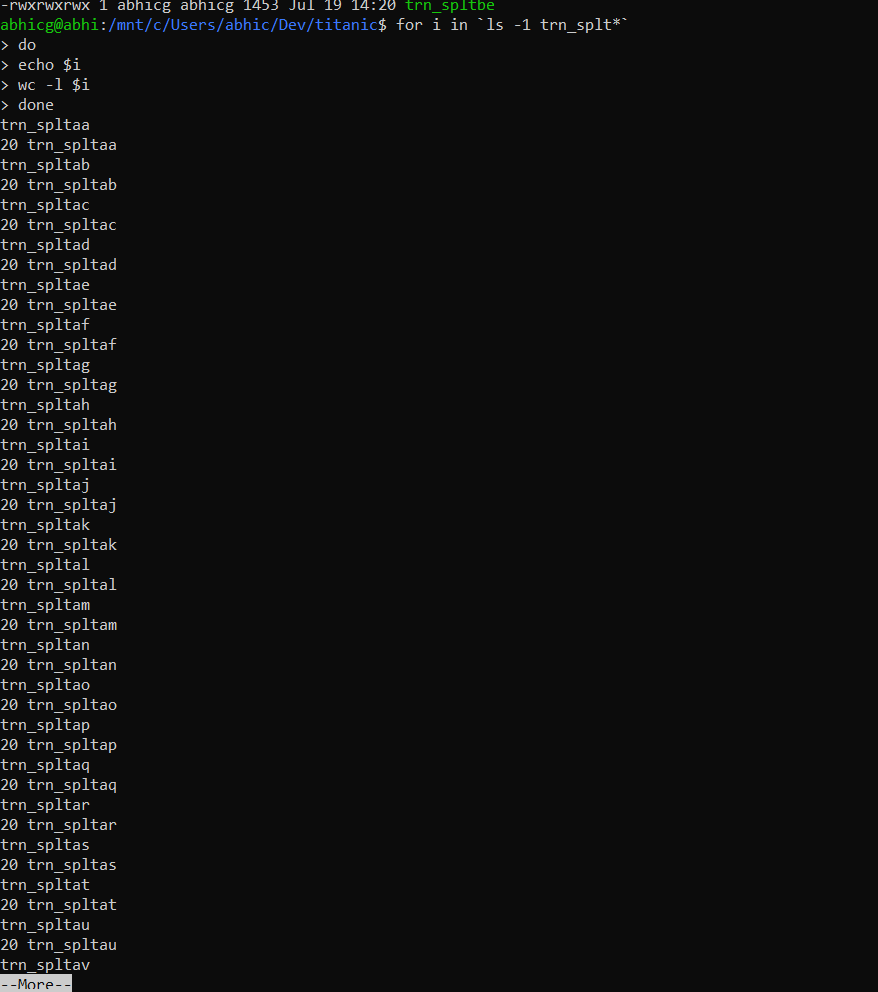 -rwxrwxrwx 1 abhicg abhicg 1453 Jul 19 14:20 trn_spltbe
abhicg@abhi:/mnt/c/Users/abhic/Dev/titanic$ for i in `ls -1 trn_splt*`
> do
> echo $i
> wc -l $i
> done
trn_spltaa
20 trn_spltaa
trn_spltab
20 trn_spltab
trn_spltac
20 trn_spltac
trn_spltad
20 trn_spltad
trn_spltae
20 trn_spltae
trn_spltaf
20 trn_spltaf
trn_spltag
20 trn_spltag
trn_spltah
20 trn_spltah
trn_spltai
20 trn_spltai
trn_spltaj
20 trn_spltaj
trn_spltak
20 trn_spltak
trn_spltal
20 trn_spltal
trn_spltam
20 trn_spltam
trn_spltan
20 trn_spltan
trn_spltao
20 trn_spltao
trn_spltap
20 trn_spltap
trn_spltaq
20 trn_spltaq
trn_spltar
20 trn_spltar
trn_spltas
20 trn_spltas
trn_spltat
20 trn_spltat
trn_spltau
20 trn_spltau
trn_spltav
--More--